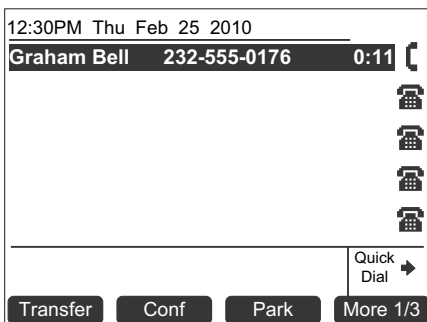 12:30PM Thu Feb 25 2010
Graham Bell 232-555-0176 0:11
Quick
Dial
Transfer Conf Park More 1/3